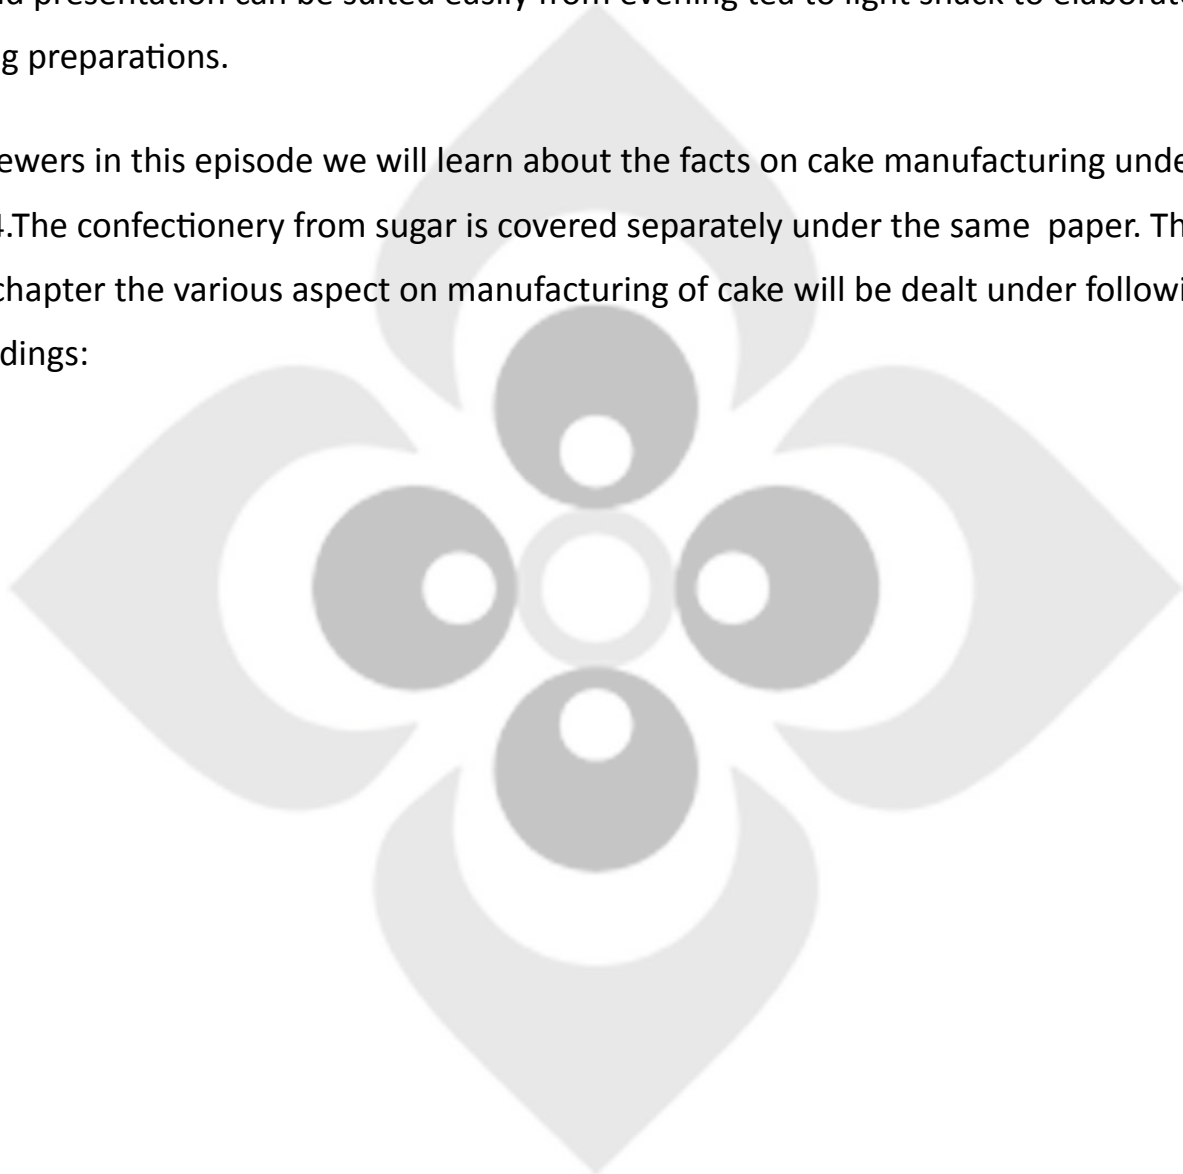 presentation can be suited easily from evening tea to light snack to elaborate
g preparations.
ewers in this episode we will learn about the facts on cake manufacturing unde
4.The confectionery from sugar is covered separately under the same paper. Th
chapter the various aspect on manufacturing of cake will be dealt under followi
dings: